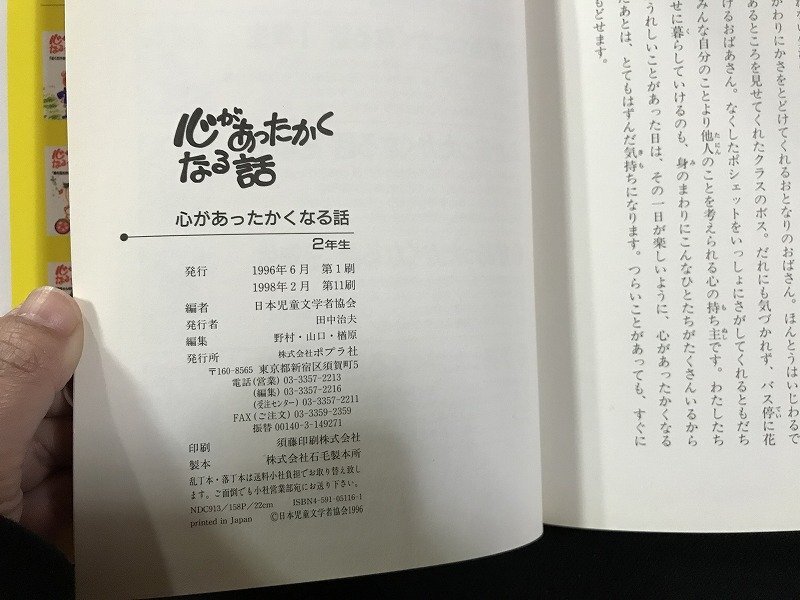 心があったかく
なる話
心があったかくなる話
2年生
発行 1996年6月 第1刷
1998年2月 第11刷
編者 日本児童文学者協会
発行者 田中治夫
編集 野村・山口・楢原
発行所 株式会社ポプラ社
〒160-8565 東京都新宿区須賀町5
電話(営業) 03-3357-2213
(編集) 03-3357-2216
(受注センター) 03-3357-2211
FAX(ご注文) 03-3359-2359
振替 00140-3-149271
印刷 須藤印刷株式会社
製本 株式会社石毛製本所
乱丁本・落丁本は送料小社負担でお取り替え致し
ます。ご面倒でも小社営業部宛にお送り下さい。
NDC913/158P/22cm ISBN4-591-05116-1
printed in Japan ©日本児童文学者協会1996
かわりにかさをとどけてくれるおとなりのおばさん。ほんとうはいじわるで
あるところを見せてくれたクラスのボス。だれにも気づかれず、バス停に花
けるおばあさん。なくしたポシェットをいっしょにさがしてくれるともだち
みんな自分のことより他人のことを考えられる心の持ち主です。わたしたち
せに暮らしていけるのも、身のまわりにこんなひとたちがたくさんいるから
うれしいことがあった日は、その一日が楽しいように、心があったかくなる
たあとは、とてもはずんだ気持ちになります。つらいことがあっても、すぐに
もどせます。